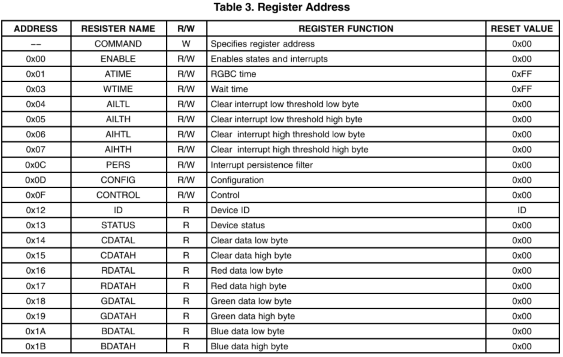 Table 3. Register Address
ADDRESS RESISTER NAME R/W REGISTER FUNCTION RESET VALUE
−− COMMAND W Specifies register address 0x00
0x00 ENABLE R/W Enables states and interrupts 0x00
0x01 ATIME R/W RGBC time 0xFF
0x03 WTIME R/W Wait time 0xFF
0x04 AILTL R/W Clear interrupt low threshold low byte 0x00
0x05 AILTH R/W Clear interrupt low threshold high byte 0x00
0x06 AIHTL R/W Clear interrupt high threshold low byte 0x00
0x07 AIHTH R/W Clear interrupt high threshold high byte 0x00
0x0C PERS R/W Interrupt persistence filter 0x00
0x0D CONFIG R/W Configuration 0x00
0x0F CONTROL R/W Control 0x00
0x12 ID R Device ID ID
0x13 STATUS R Device status 0x00
0x14 CDATAL R Clear data low byte 0x00
0x15 CDATAH R Clear data high byte 0x00
0x16 RDATAL R Red data low byte 0x00
0x17 RDATAH R Red data high byte 0x00
0x18 GDATAL R Green data low byte 0x00
0x19 GDATAH R Green data high byte 0x00
0x1A BDATAL R Blue data low byte 0x00
0x1B BDATAH R Blue data high byte 0x00